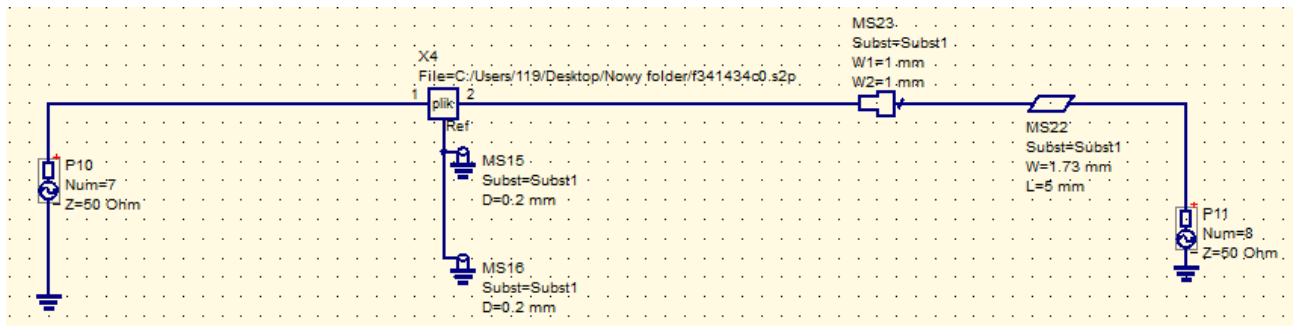 MS23
Subst=Subst1
W1=1 mm
W2=1 mm
X4
File=C:/Users/119/Desktop/Nowy folder/f341434c0.s2p
1
plik
2
Ref
MS22
Subst=Subst1
W=1.73 mm
L=5 mm
MS15
Subst=Subst1
D=0.2 mm
P10
Num=7
Z=50 Ohm
P11
Num=8
Z=50 Ohm
MS16
Subst=Subst1
D=0.2 mm